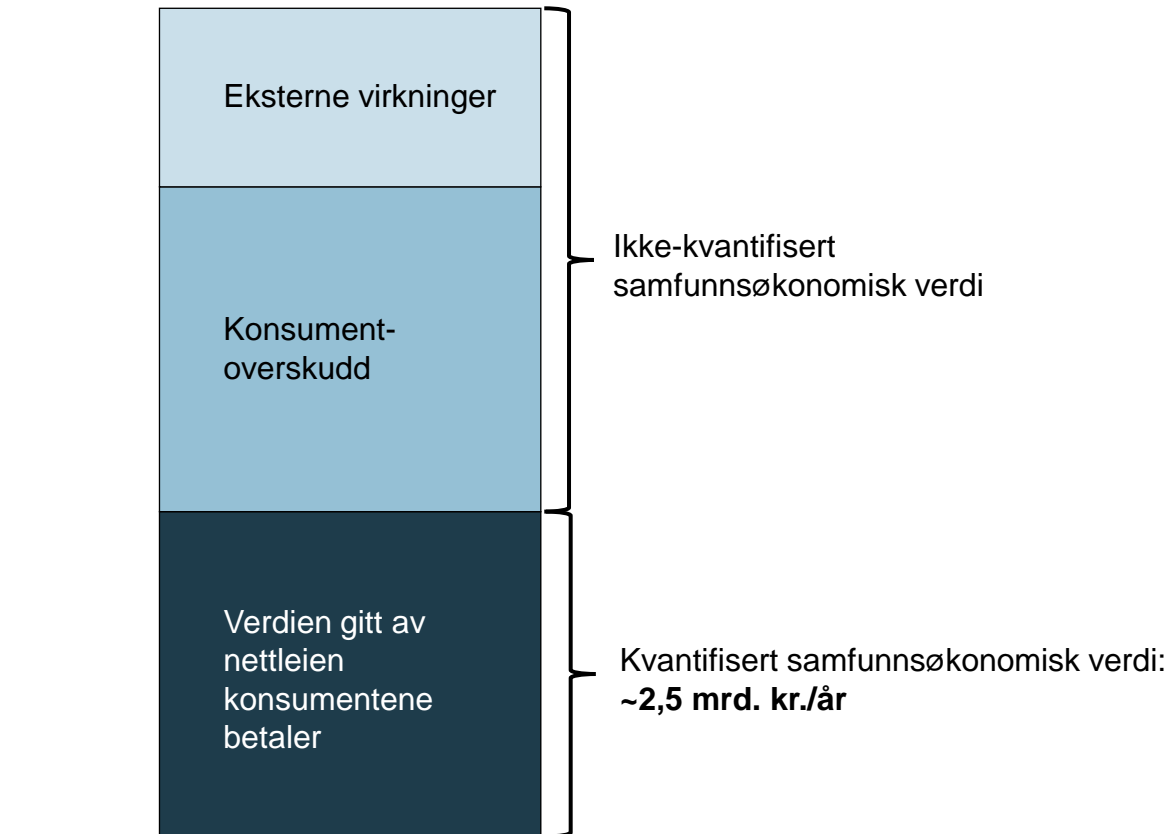 Eksterne virkninger
Ikke-kvantifisert
samfunnsøkonomisk verdi
Konsument-
overskudd
Verdien gitt av
nettleien
konsumentene
betaler
Kvantifisert samfunnsøkonomisk verdi:
~2,5 mrd. kr./år